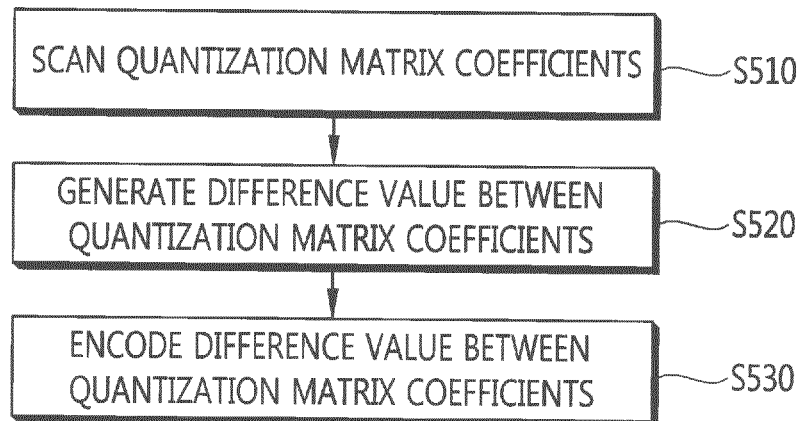 SCAN QUANTIZATION MATRIX COEFFICIENTS
S510
GENERATE DIFFERENCE VALUE BETWEEN
QUANTIZATION MATRIX COEFFICIENTS
S520
ENCODE DIFFERENCE VALUE BETWEEN
QUANTIZATION MATRIX COEFFICIENTS
S530